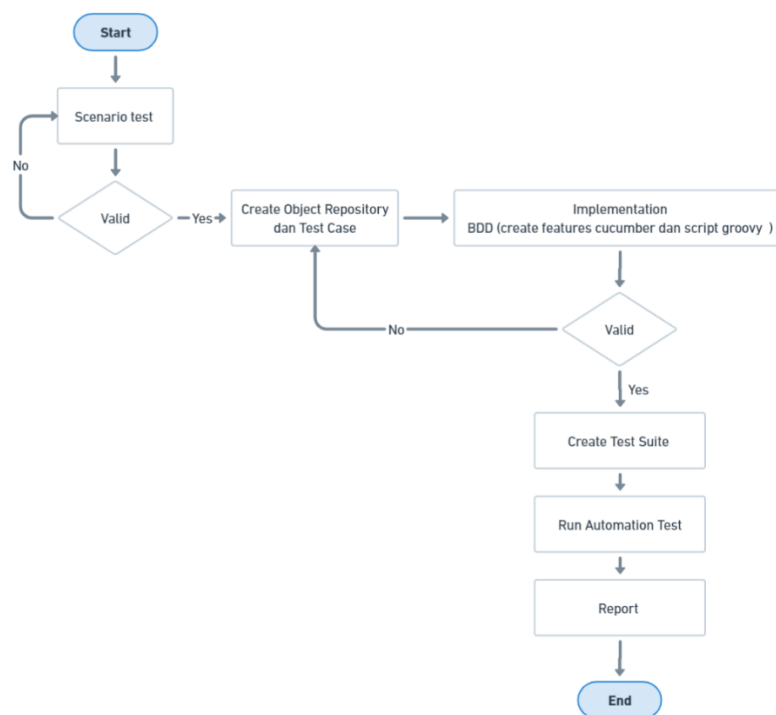 Start
Scenario test
No
Valid
Yes
Create Object Repository
dan Test Case
Implementation
BDD (create features cucumber dan script groovy )
No
Valid
Yes
Create Test Suite
Run Automation Test
Report
End